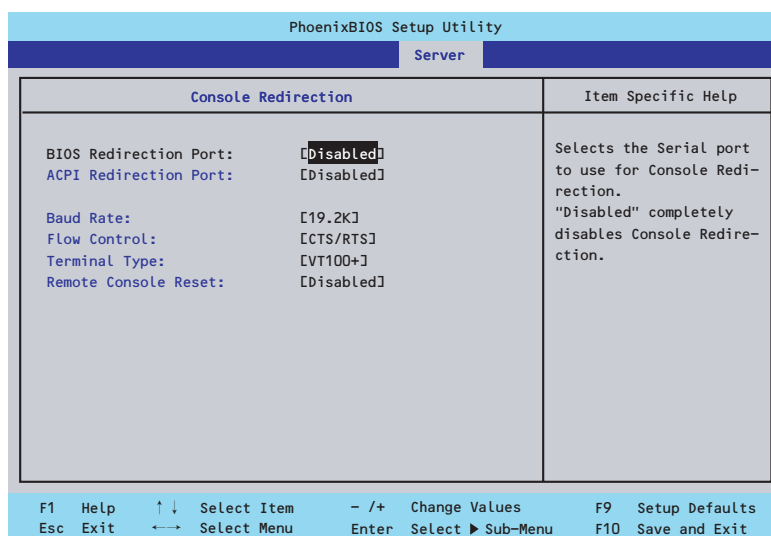 PhoenixBIOS Setup Utility
Server
Console Redirection
Item Specific Help
BIOS Redirection Port: [Disabled]
ACPI Redirection Port: [Disabled]
Baud Rate: [19.2K]
Flow Control: [CTS/RTS]
Terminal Type: [VT100+]
Remote Console Reset: [Disabled]
Selects the Serial port
to use for Console Redi-
rection.
"Disabled" completely
disables Console Redire-
ction.
F1 Help ↑↓ Select Item - /+ Change Values F9 Setup Defaults
Esc Exit ←→ Select Menu Enter Select ▶ Sub-Menu F10 Save and Exit